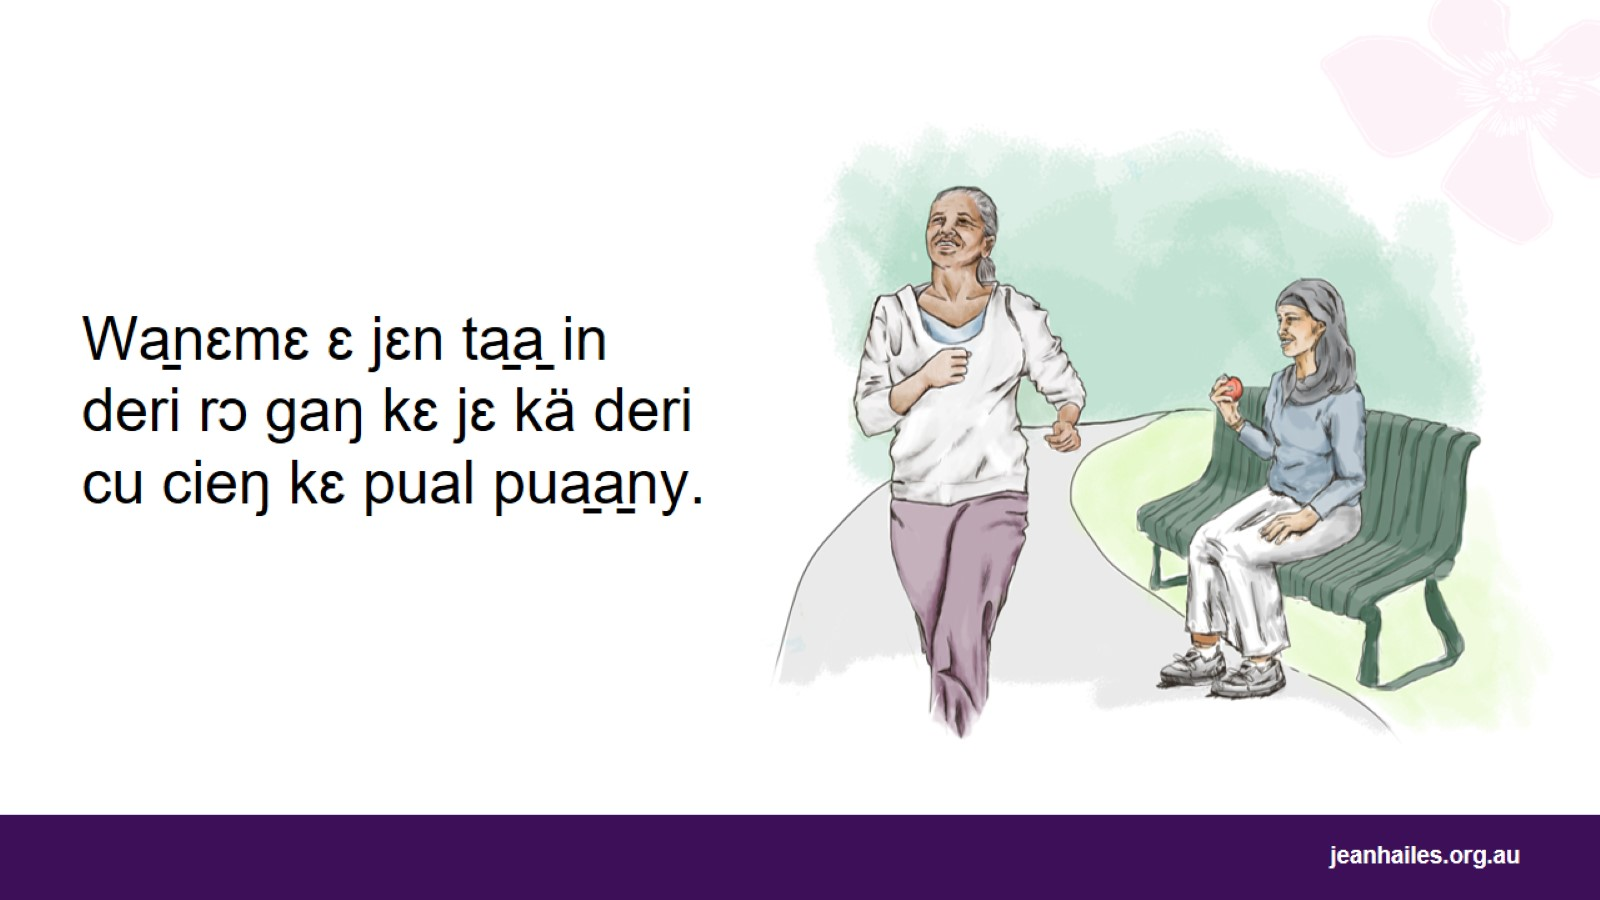 Wa̱nɛmɛ ɛ jɛn ta̱a̱ in
deri rɔ gaŋ kɛ jɛ kä deri
cu cieŋ kɛ pual pua̱a̱ny.
jeanhailes.org.au